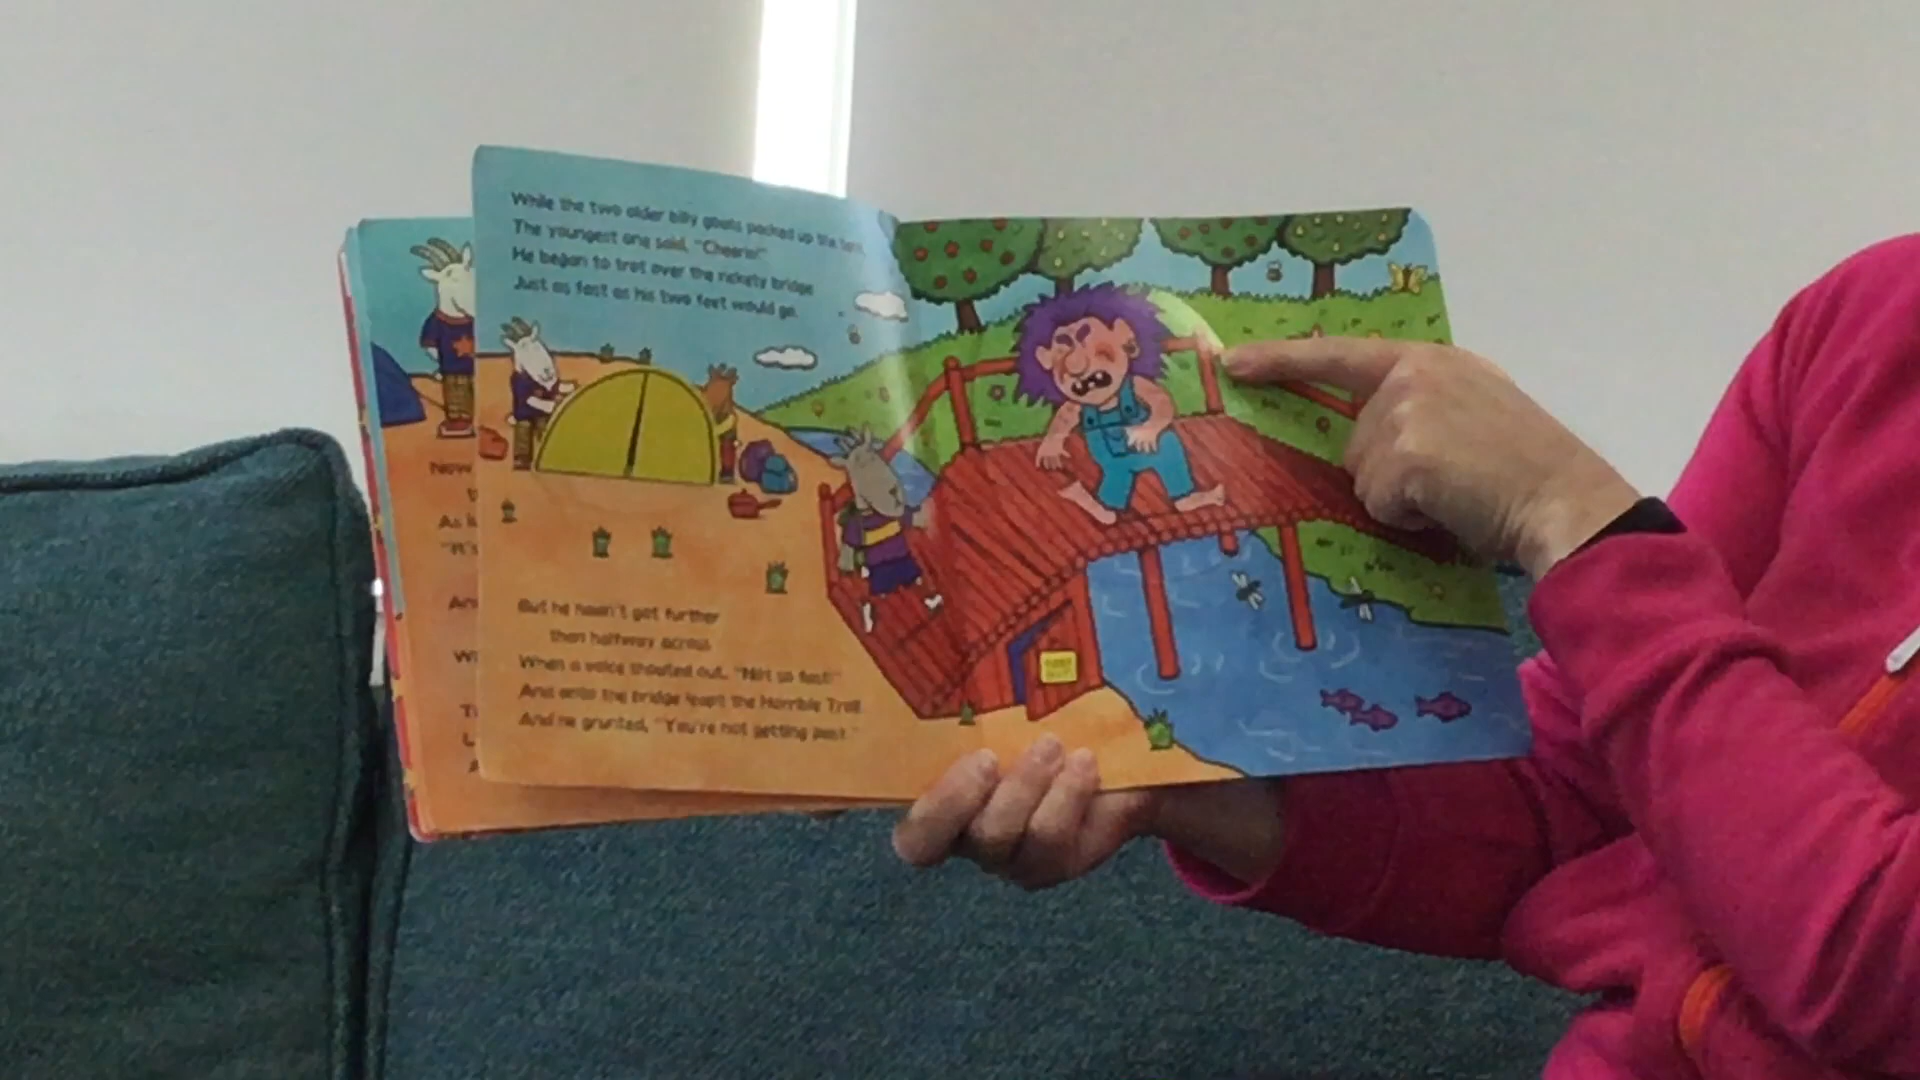 While the two older billy goats packed up the tent,
The youngest one said, "Cheerio!"
He began to trot over the rickety bridge
Just as fast as his two feet would go.
But he hadn't got further
than halfway across
When a voice shouted out, "Not so fast!"
And onto the bridge leapt the Horrible Troll
And he grunted, "You're not getting past."
Now
As
"It's